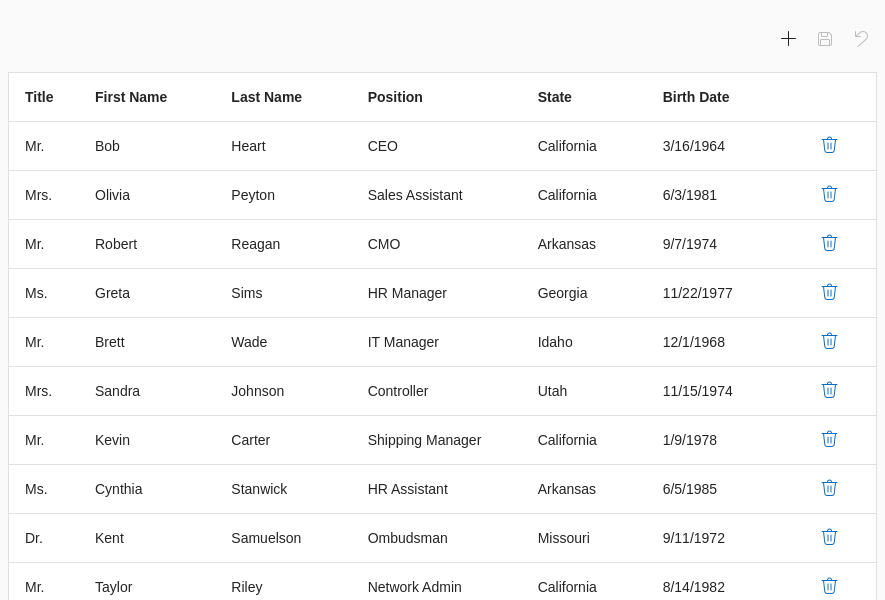 Title First Name Last Name Position State Birth Date
Mr. Bob Heart CEO California 3/16/1964
Mrs. Olivia Peyton Sales Assistant California 6/3/1981
Mr. Robert Reagan CMO Arkansas 9/7/1974
Ms. Greta Sims HR Manager Georgia 11/22/1977
Mr. Brett Wade IT Manager Idaho 12/1/1968
Mrs. Sandra Johnson Controller Utah 11/15/1974
Mr. Kevin Carter Shipping Manager California 1/9/1978
Ms. Cynthia Stanwick HR Assistant Arkansas 6/5/1985
Dr. Kent Samuelson Ombudsman Missouri 9/11/1972
Mr. Taylor Riley Network Admin California 8/14/1982